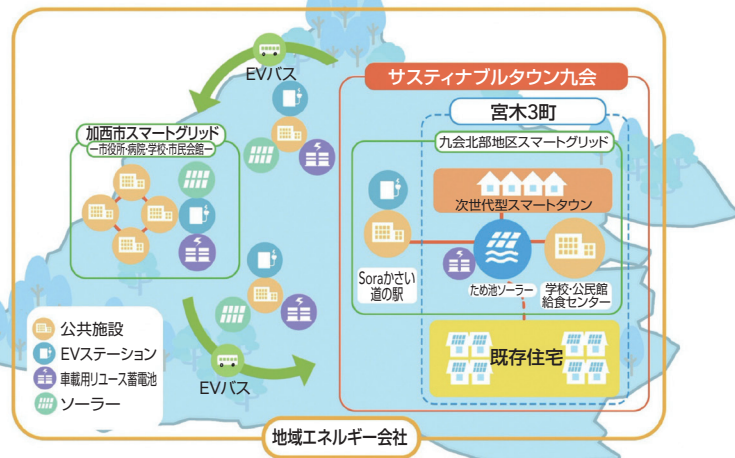 EVバス
サスティナブルタウン九会
宮木3町
加西市スマートグリッド
ー市役所・病院・学校・市民会館ー
九会北部地区スマートグリッド
次世代型スマートタウン
Soraかさい
道の駅
ため池ソーラー
学校・公民館
給食センター
公共施設
EVステーション
車載用リユース蓄電池
ソーラー
既存住宅
EVバス
地域エネルギー会社